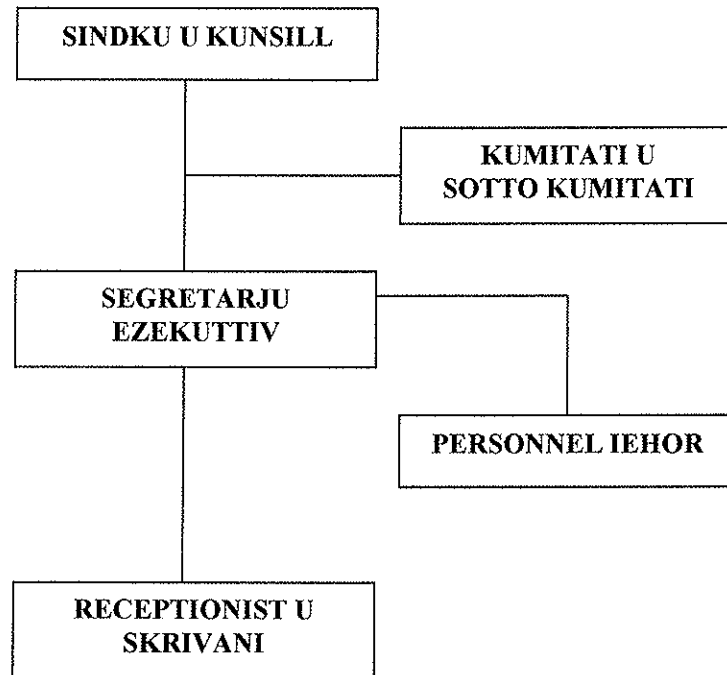 SINDKU U KUNSILL
KUMITATI U
SOTTO KUMITATI
SEGRETARJU
EZEKUTTIV
PERSONNEL IEHOR
RECEPTIONIST U
SKRIVANI